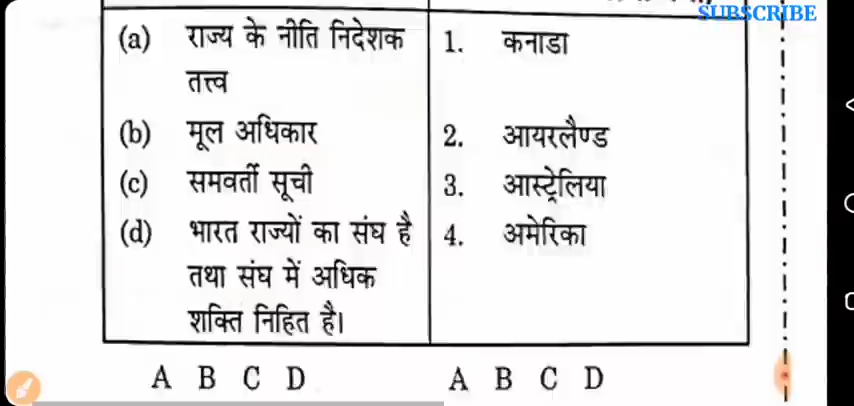 SUBSCRIBE
(a) राज्य के नीति निदेशक 1. कनाडा
तत्त्व
(b) मूल अधिकार 2. आयरलैण्ड
(c) समवर्ती सूची 3. आस्ट्रेलिया
(d) भारत राज्यों का संघ है 4. अमेरिका
तथा संघ में अधिक
शक्ति निहित है।
A B C D A B C D